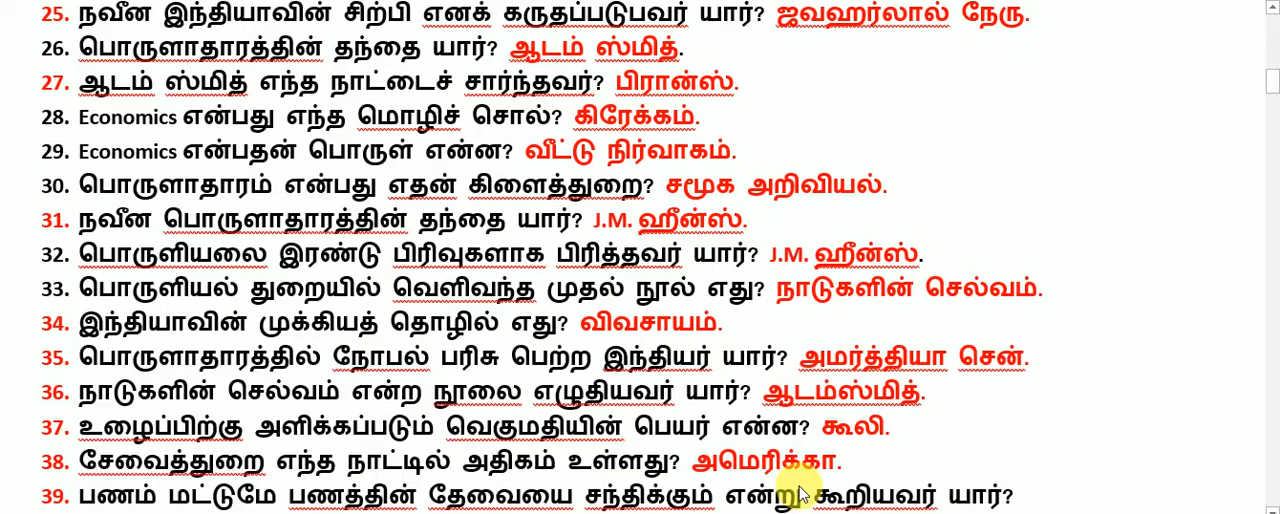 25. நவீன இந்தியாவின் சிற்பி எனக் கருதப்படுபவர் யார்? ஜவஹர்லால் நேரு.
26. பொருளாதாரத்தின் தந்தை யார்? ஆடம் ஸ்மித்.
27. ஆடம் ஸ்மித் எந்த நாட்டைச் சார்ந்தவர்? பிரான்ஸ்.
28. Economics என்பது எந்த மொழிச் சொல்? கிரேக்கம்.
29. Economics என்பதன் பொருள் என்ன? வீட்டு நிர்வாகம்.
30. பொருளாதாரம் என்பது எதன் கிளைத்துறை? சமூக அறிவியல்.
31. நவீன பொருளாதாரத்தின் தந்தை யார்? J.M. ஹீன்ஸ்.
32. பொருளியலை இரண்டு பிரிவுகளாக பிரித்தவர் யார்? J.M. ஹீன்ஸ்.
33. பொருளியல் துறையில் வெளிவந்த முதல் நூல் எது? நாடுகளின் செல்வம்.
34. இந்தியாவின் முக்கியத் தொழில் எது? விவசாயம்.
35. பொருளாதாரத்தில் நோபல் பரிசு பெற்ற இந்தியர் யார்? அமர்த்தியா சென்.
36. நாடுகளின் செல்வம் என்ற நூலை எழுதியவர் யார்? ஆடம்ஸ்மித்.
37. உழைப்பிற்கு அளிக்கப்படும் வெகுமதியின் பெயர் என்ன? கூலி.
38. சேவைத்துறை எந்த நாட்டில் அதிகம் உள்ளது? அமெரிக்கா.
39. பணம் மட்டுமே பணத்தின் தேவையை சந்திக்கும் என்று கூறியவர் யார்?